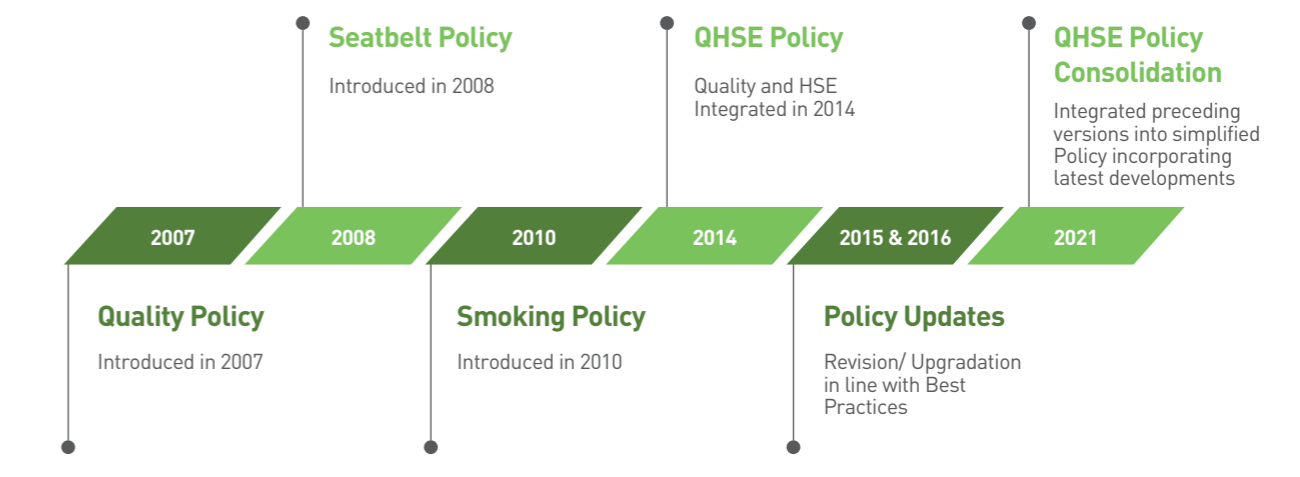 Seatbelt Policy
Introduced in 2008
QHSE Policy
Quality and HSE
Integrated in 2014
QHSE Policy
Consolidation
Integrated preceding
versions into simplified
Policy incorporating
latest developments
2007
2008
2010
2014
2015 & 2016
2021
Quality Policy
Introduced in 2007
Smoking Policy
Introduced in 2010
Policy Updates
Revision/ Upgradation
in line with Best
Practices